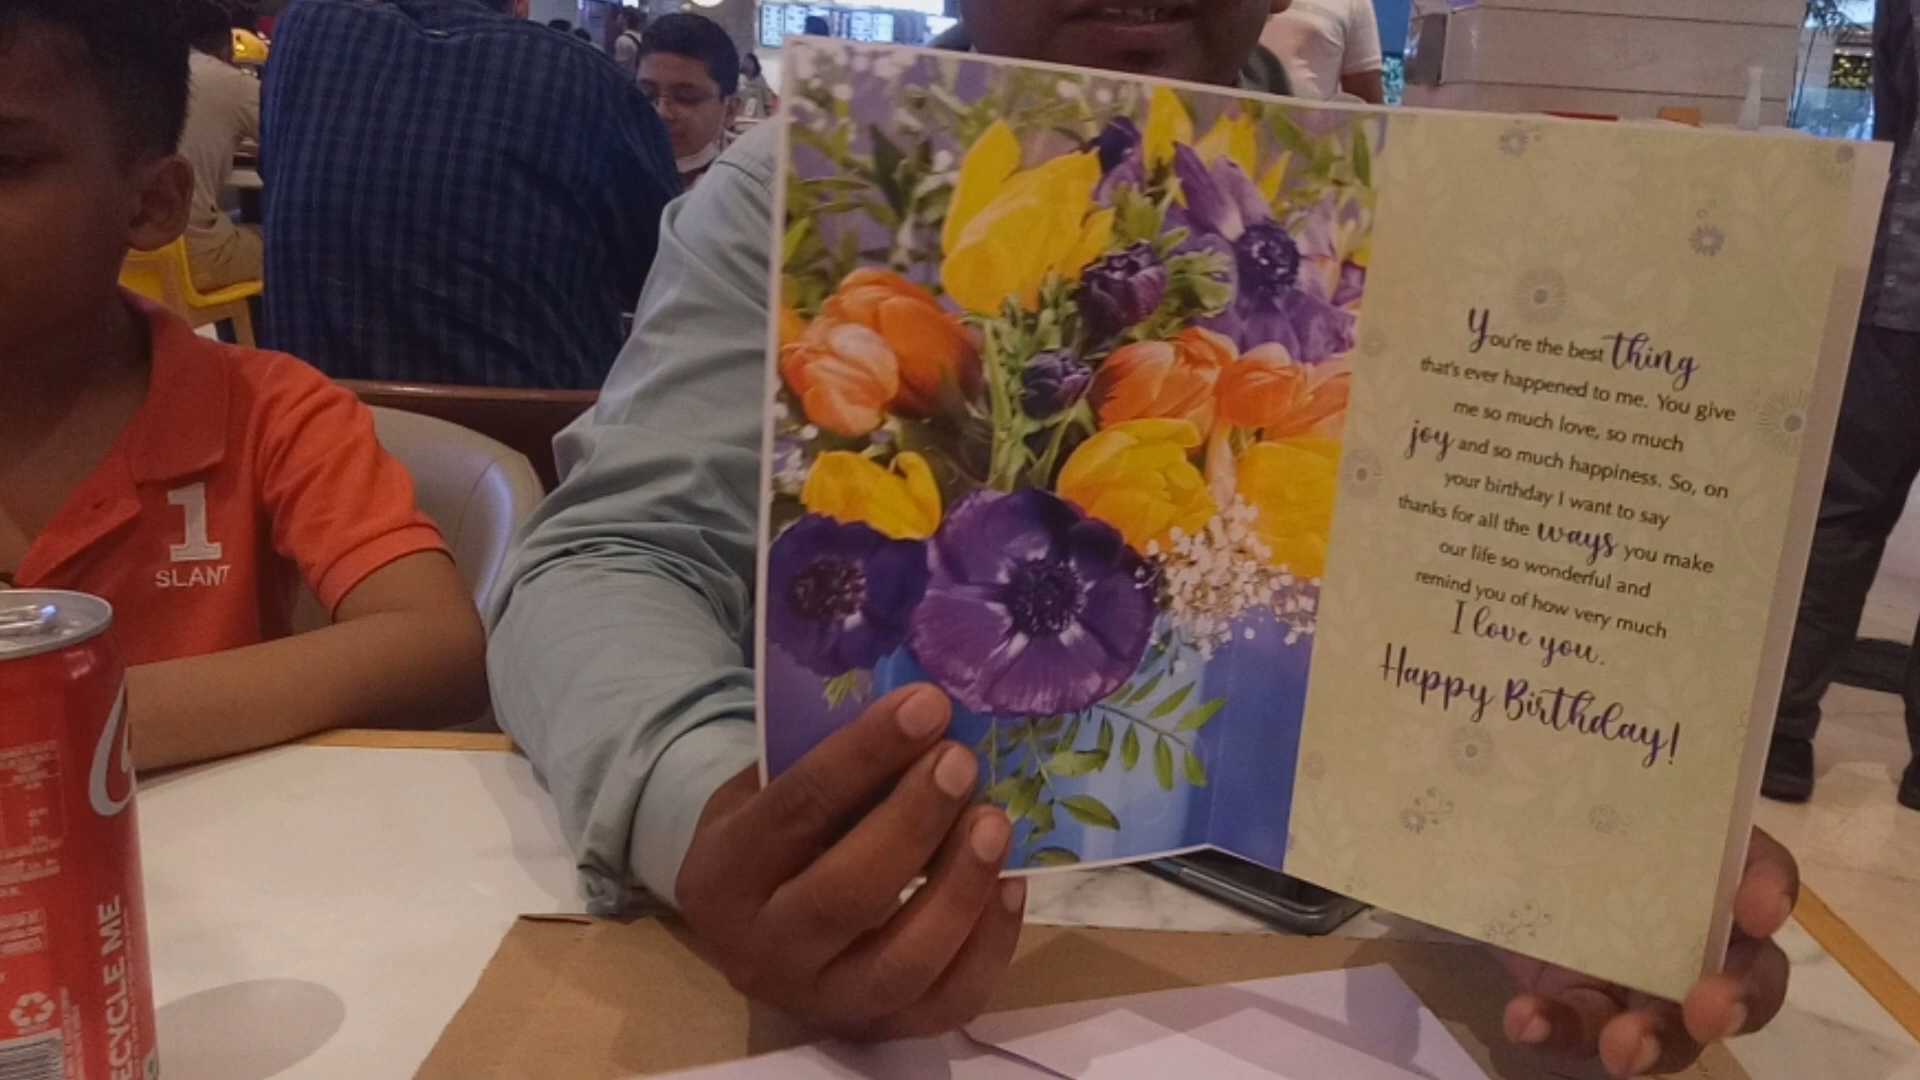 You're the best thing
that's ever happened to me. You give
me so much love, so much
joy and so much happiness. So, on
your birthday I want to say
thanks for all the ways you make
our life so wonderful and
remind you of how very much
I love you.
Happy Birthday!
1
SLANT
RECYCLE ME